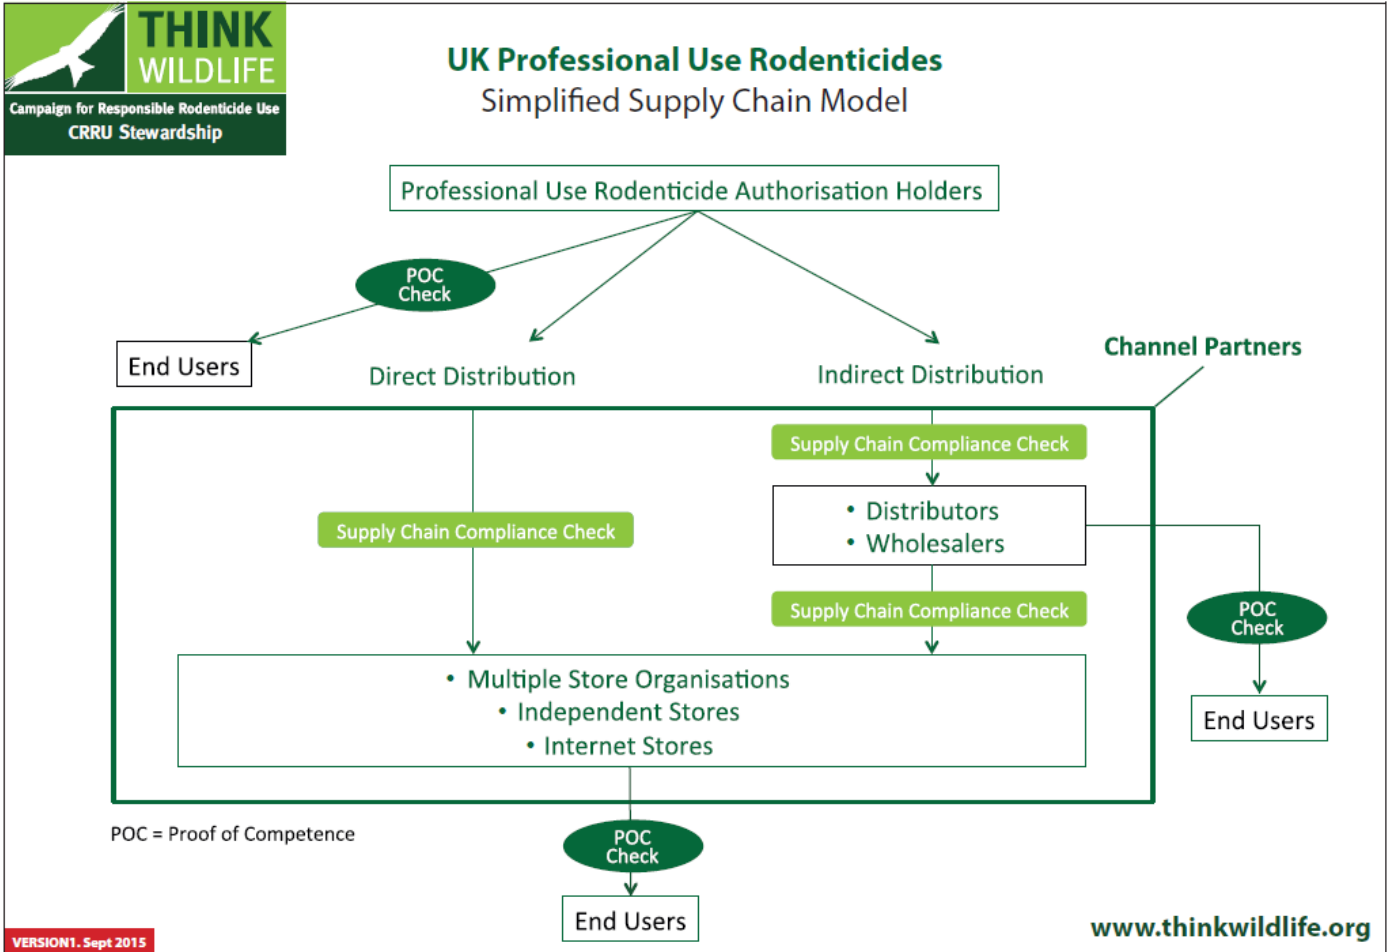 THINK
WILDLIFE
Campaign for Responsible Rodenticide Use
CRRU Stewardship
UK Professional Use Rodenticides
Simplified Supply Chain Model
Professional Use Rodenticide Authorisation Holders
POC
Check
End Users
Direct Distribution
Indirect Distribution
Channel Partners
Supply Chain Compliance Check
• Distributors
• Wholesalers
Supply Chain Compliance Check
Supply Chain Compliance Check
POC
Check
End Users
• Multiple Store Organisations
• Independent Stores
• Internet Stores
POC = Proof of Competence
POC
Check
End Users
VERSION1. Sept 2015
www.thinkwildlife.org